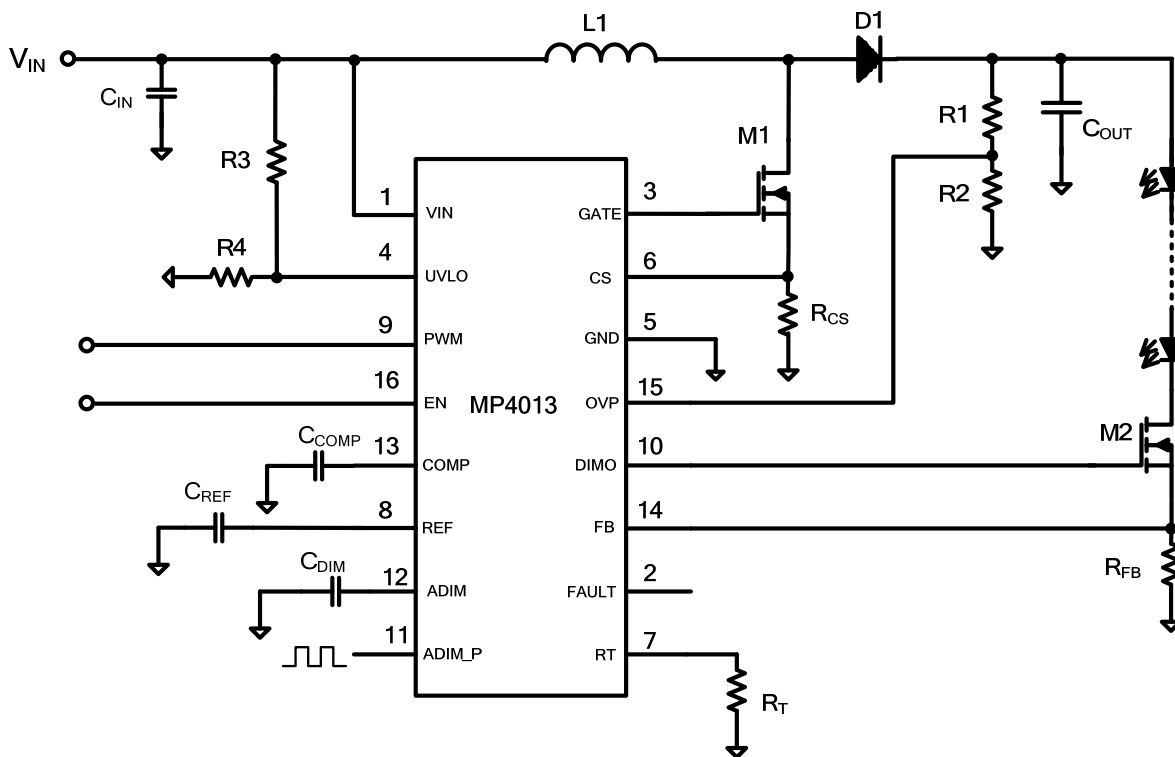 L1
D1
VIN
CIN
R1
COUT
R3
M1
R2
1
VIN
3
GATE
R4
4
UVLO
6
CS
RCS
9
PWM
5
GND
16
EN
MP4013
15
OVP
CCOMP
13
COMP
10
DIMO
M2
CREF
8
REF
14
FB
CDIM
12
ADIM
2
FAULT
RFB
11
ADIM_P
7
RT
RT